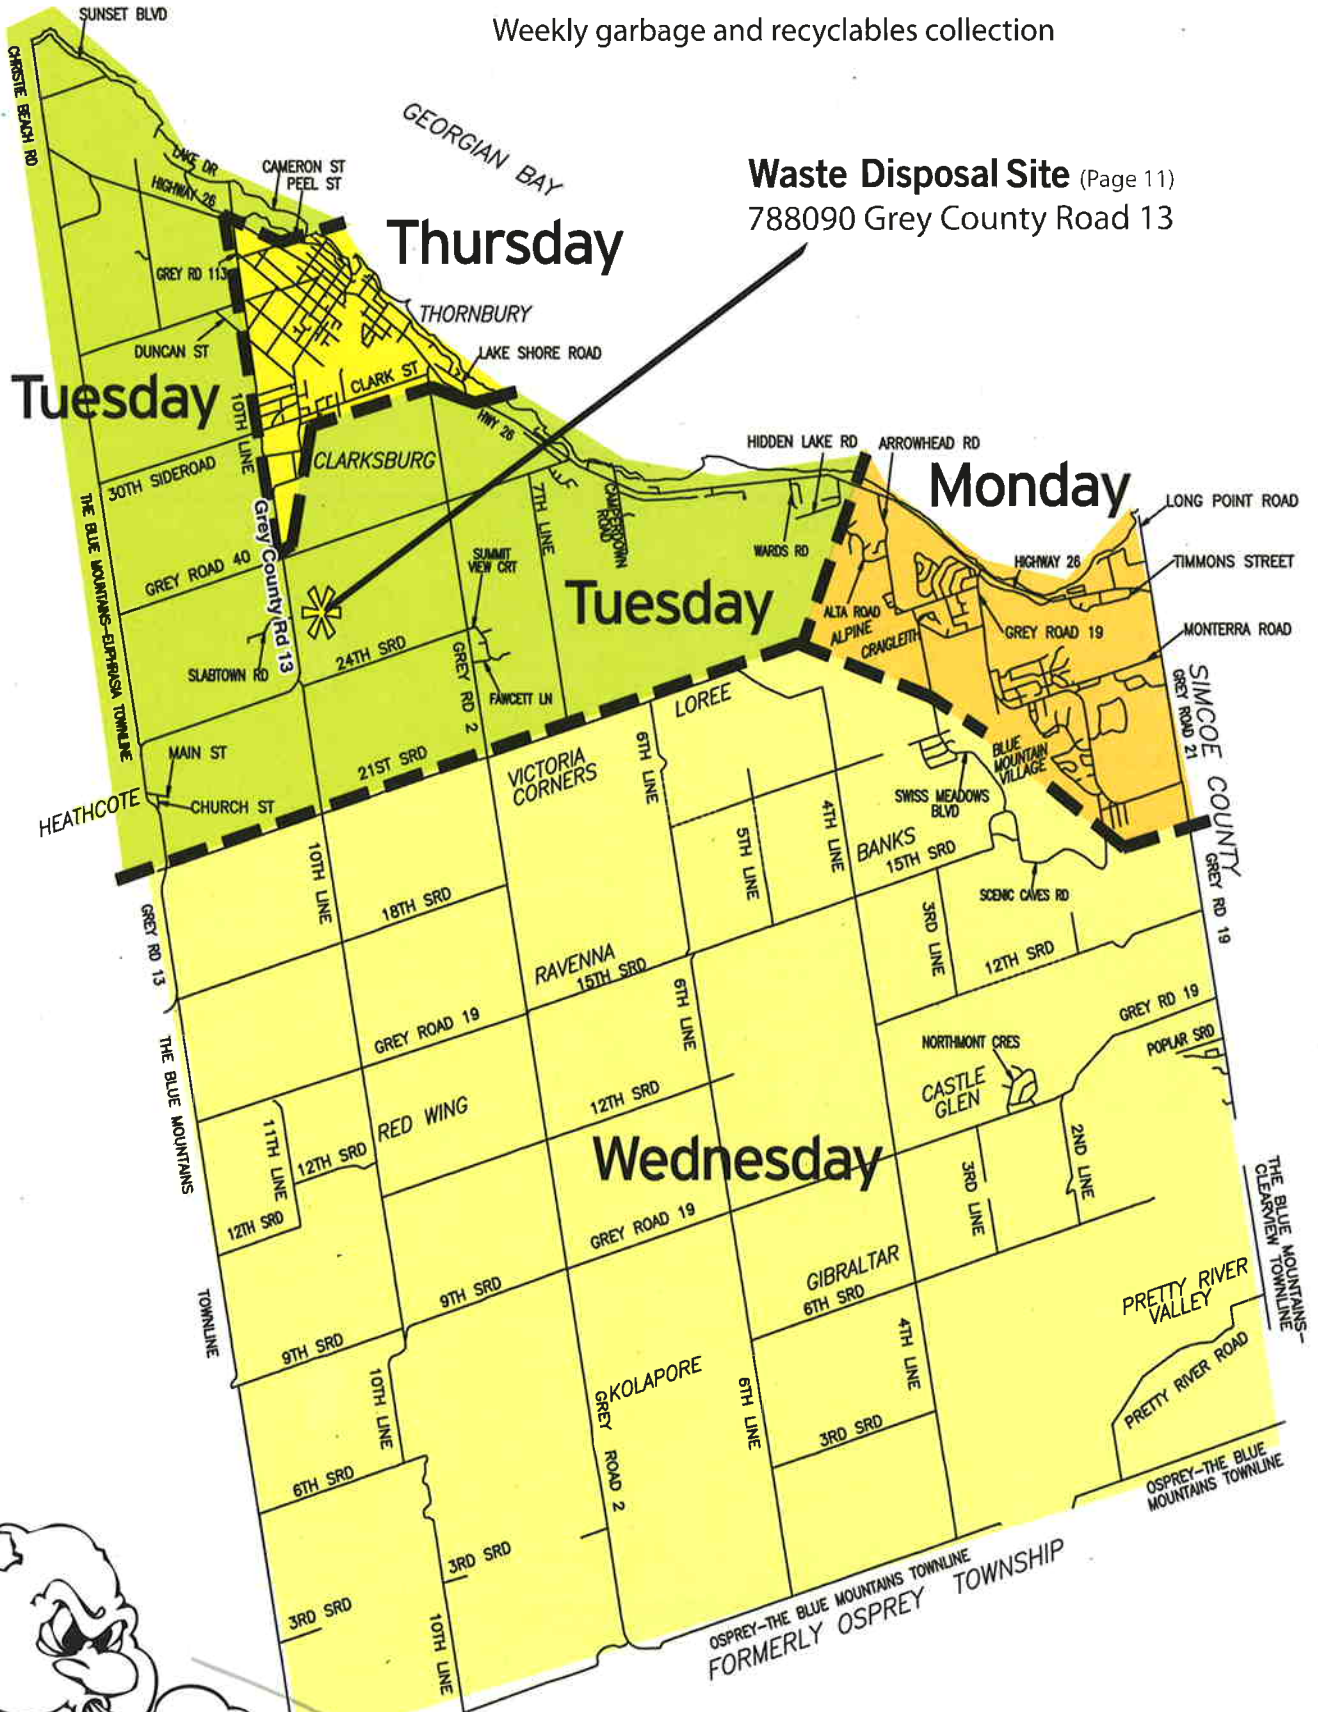 Weekly garbage and recyclables collection
SUNSET BLVD
CHRISTIE BEACH RD
GEORGIAN BAY
LAKE DR
CAMERON ST
PEEL ST
HIGHWAY 26
Waste Disposal Site (Page 11)
788090 Grey County Road 13
Thursday
GREY RD 113
THORNBURY
DUNCAN ST
LAKE SHORE ROAD
Tuesday
CLARK ST
10TH LINE
HWY 26
CLARKSBURG
30TH SIDEROAD
HIDDEN LAKE RD
ARROWHEAD RD
Monday
LONG POINT ROAD
THE BLUE MOUNTAINS-EUPHRASIA TOWNLINE
Grey County Rd 13
7TH LINE
CAMPERDOWN
ROAD
WARDS RD
GREY ROAD 40
SUMMIT
VIEW CRT
HIGHWAY 26
TIMMONS STREET
Tuesday
ALTA ROAD
ALPINE
CRAIGLEITH
GREY ROAD 19
MONTERRA ROAD
SLABTOWN RD
24TH SRD
GREY RD 2
FAWCETT LN
SIMCOE COUNTY
GREY ROAD 21
LOREE
MAIN ST
21ST SRD
VICTORIA
CORNERS
6TH LINE
BLUE
MOUNTAIN
VILLAGE
HEATHCOTE
CHURCH ST
SWISS MEADOWS
BLVD
4TH LINE
5TH LINE
BANKS
15TH SRD
10TH LINE
18TH SRD
SCENIC CAVES RD
GREY RD 19
GREY RD 13
3RD LINE
12TH SRD
RAVENNA
15TH SRD
6TH LINE
GREY ROAD 19
GREY RD 19
NORTHMONT CRES
POPLAR SRD
THE BLUE MOUNTAINS
CASTLE
GLEN
12TH SRD
RED WING
11TH LINE
12TH SRD
Wednesday
2ND LINE
3RD LINE
12TH SRD
GREY ROAD 19
THE BLUE MOUNTAINS-
CLEARVIEW TOWNLINE
GIBRALTAR
6TH SRD
9TH SRD
PRETTY RIVER
VALLEY
TOWNLINE
9TH SRD
4TH LINE
10TH LINE
KOLAPORE
GREY ROAD 2
6TH LINE
PRETTY RIVER ROAD
3RD SRD
6TH SRD
OSPREY-THE BLUE
MOUNTAINS TOWNLINE
3RD SRD
3RD SRD
10TH LINE
OSPREY-THE BLUE MOUNTAINS TOWNLINE
FORMERLY OSPREY TOWNSHIP